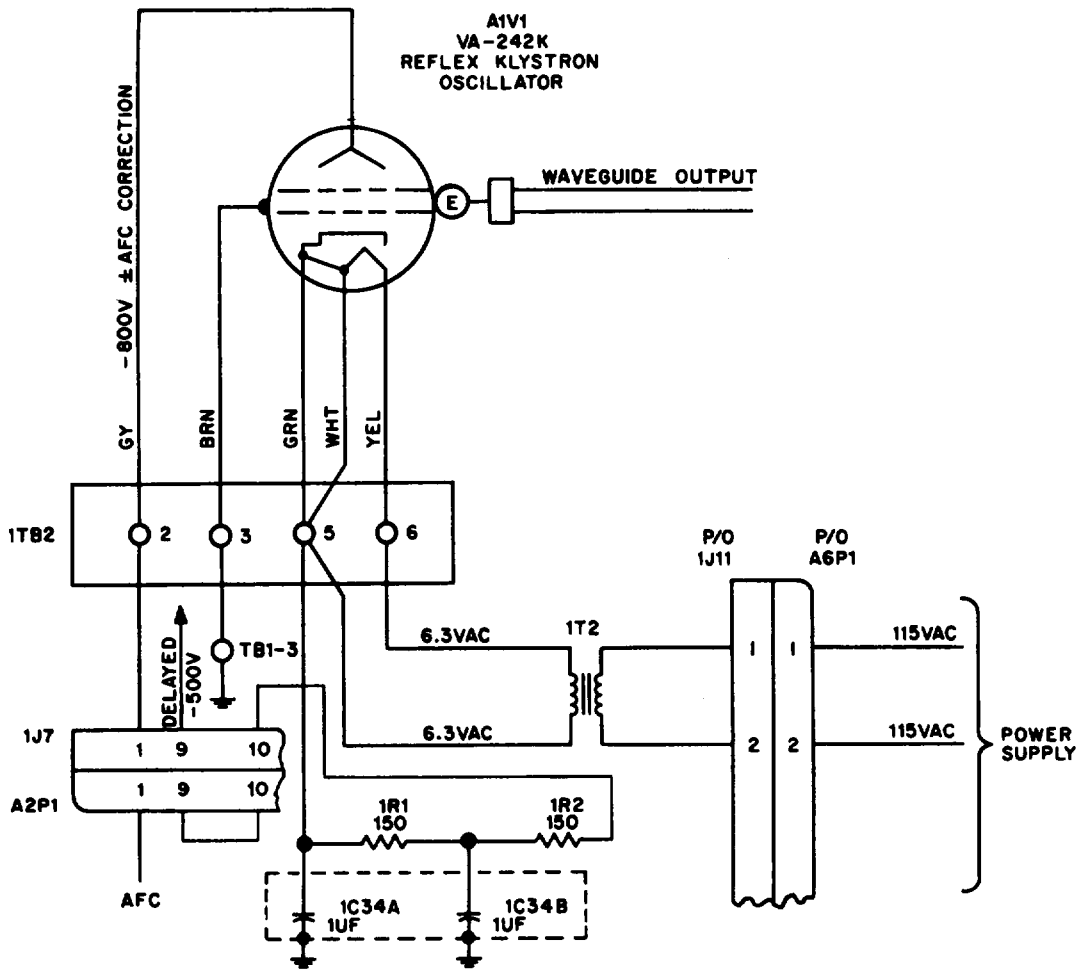 A1V1
VA-242K
REFLEX KLYSTRON
OSCILLATOR
-800V ±AFC CORRECTION
WAVEGUIDE OUTPUT
E
GY
BRN
GRN
WHT
YEL
1TB2
2
3
5
6
P/O
1J11
P/O
A6P1
TB1-3
DELAYED
-500V
6.3VAC
1T2
1
1
115VAC
6.3VAC
2
2
115VAC
POWER
SUPPLY
1J7
1
9
10
A2P1
1
9
10
AFC
1R1
150
1R2
150
1C34A
1UF
1C34B
1UF